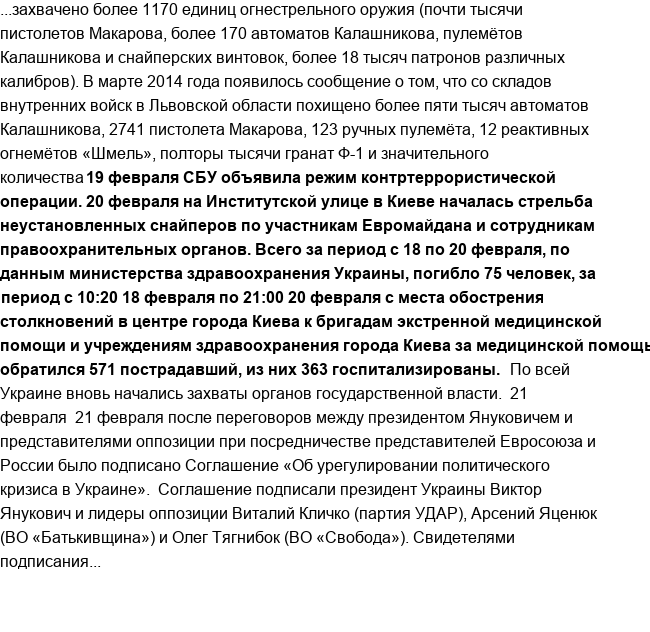 ...захвачено более 1170 единиц огнестрельного оружия (почти тысячи
пистолетов Макарова, более 170 автоматов Калашникова, пулемётов
Калашникова и снайперских винтовок, более 18 тысяч патронов различных
калибров). В марте 2014 года появилось сообщение о том, что со складов
внутренних войск в Львовской области похищено более пяти тысяч автоматов
Калашникова, 2741 пистолета Макарова, 123 ручных пулемёта, 12 реактивных
огнемётов «Шмель», полторы тысячи гранат Ф-1 и значительного
количества 19 февраля СБУ объявила режим контртеррористической
операции. 20 февраля на Институтской улице в Киеве началась стрельба
неустановленных снайперов по участникам Евромайдана и сотрудникам
правоохранительных органов. Всего за период с 18 по 20 февраля, по
данным министерства здравоохранения Украины, погибло 75 человек, за
период с 10:20 18 февраля по 21:00 20 февраля с места обострения
столкновений в центре города Киева к бригадам экстренной медицинской
помощи и учреждениям здравоохранения города Киева за медицинской помощь
обратился 571 пострадавший, из них 363 госпитализированы. По всей
Украине вновь начались захваты органов государственной власти. 21
февраля 21 февраля после переговоров между президентом Януковичем и
представителями оппозиции при посредничестве представителей Евросоюза и
России было подписано Соглашение «Об урегулировании политического
кризиса в Украине». Соглашение подписали президент Украины Виктор
Янукович и лидеры оппозиции Виталий Кличко (партия УДАР), Арсений Яценюк
(ВО «Батькивщина») и Олег Тягнибок (ВО «Свобода»). Свидетелями
подписания...